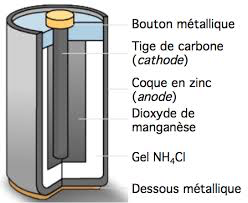 Bouton métallique
Tige de carbone
(cathode)
Coque en zinc
(anode)
Dioxyde de
manganèse
Gel NH₄Cl
Dessous métallique